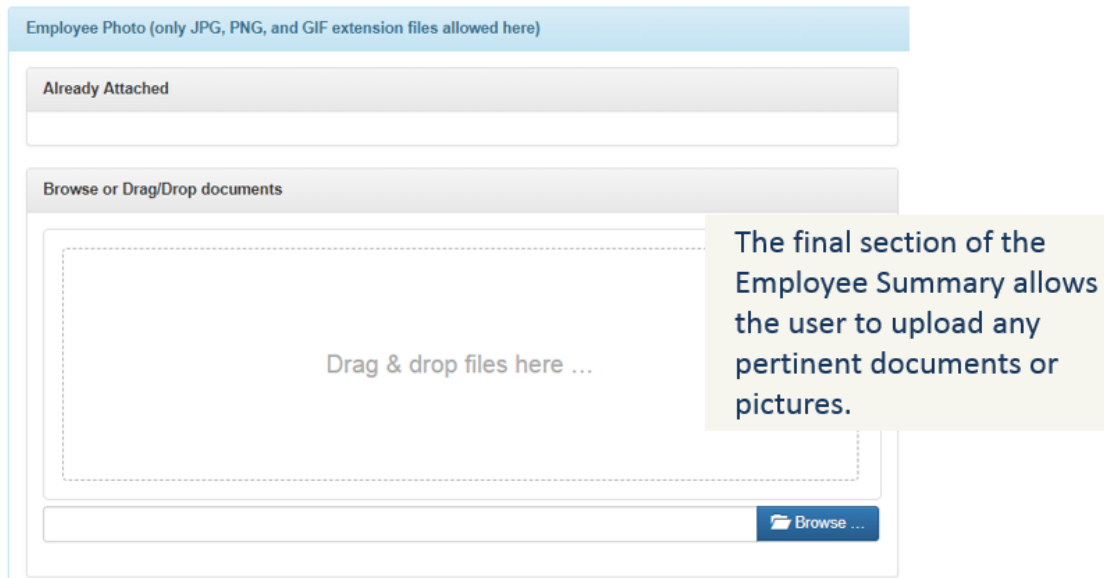 Employee Photo (only JPG, PNG, and GIF extension files allowed here)
Already Attached
Browse or Drag/Drop documents
The final section of the
Employee Summary allows
the user to upload any
pertinent documents or
pictures.
Drag & drop files here ...
Browse ...